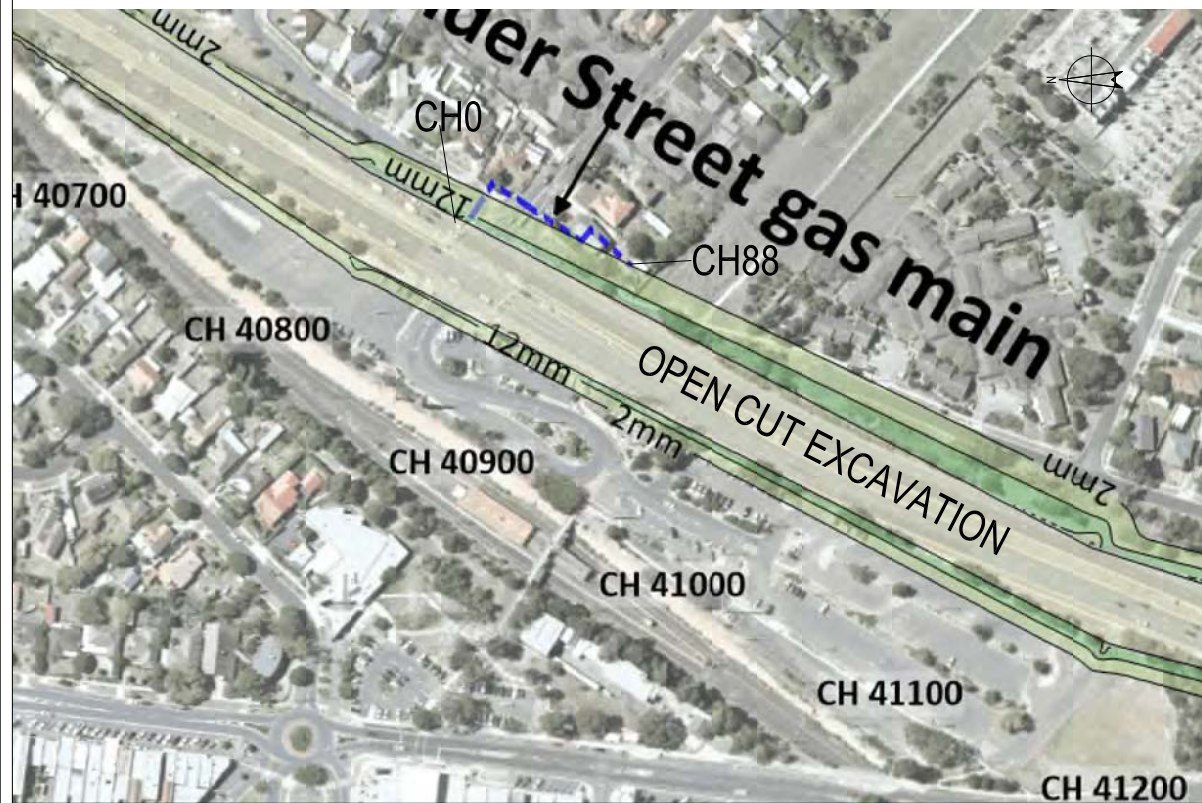 der Street gas main
2mm
CH0
12mm
H 40700
CH88
CH 40800
12mm
OPEN CUT EXCAVATION
2mm
CH 40900
2mm
CH 41000
CH 41100
CH 41200
N